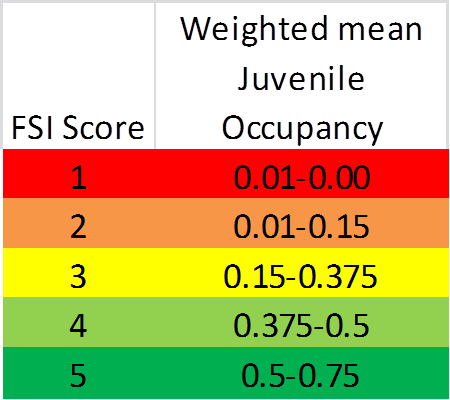 Weighted mean
Juvenile
FSI Score Occupancy
1 0.01-0.00
2 0.01-0.15
3 0.15-0.375
4 0.375-0.5
5 0.5-0.75